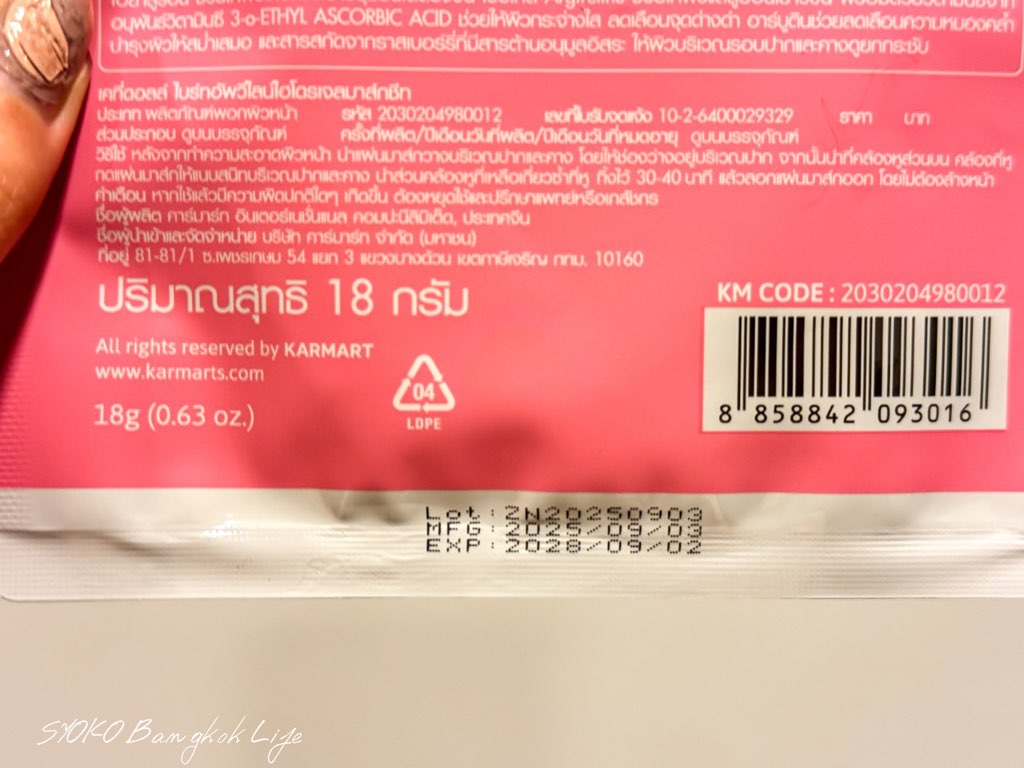 อนุพันธ์วิตามินซี 3-o-ETHYL ASCORBIC ACID ช่วยให้ผิวกระจ่างใส ลดเลือนจุดด่างดำ อาร์บูตินช่วยลดเลือนความหมองคล้ำ
บำรุงผิวให้สม่ำเสมอ และสารสกัดจากราสเบอร์รี่ที่มีสารต้านอนุมูลอิสระ ให้ผิวบริเวณรอบปากและคางดูยกกระชับ
เคที่ดอลล์ ไบร์ทอัพวีไลน์ไฮโดรเจลมาส์กชีท
ประเภท ผลิตภัณฑ์พอกผิวหน้า รหัส 2030204980012 เลขที่ใบรับจดแจ้ง 10-2-6400029329 ราคา บาท
ส่วนประกอบ ดูบนบรรจุภัณฑ์ ครั้งที่ผลิต/ปีเดือนวันที่ผลิต/ปีเดือนวันที่หมดอายุ ดูบนบรรจุภัณฑ์
วิธีใช้ หลังจากทำความสะอาดผิวหน้า นำแผ่นมาส์กวางบริเวณปากและคาง โดยให้ช่องว่างอยู่บริเวณปาก จากนั้นนำที่คล้องหูส่วนบน คล้องที่หู
กดแผ่นมาส์กให้แนบสนิทบริเวณปากและคาง นำส่วนคล้องหูที่เหลือเกี่ยวซ้ำที่หู ทิ้งไว้ 30-40 นาที แล้วลอกแผ่นมาส์กออก โดยไม่ต้องล้างหน้า
คำเตือน หากใช้แล้วมีความผิดปกติใดๆ เกิดขึ้น ต้องหยุดใช้และปรึกษาแพทย์หรือเภสัชกร
ชื่อผู้ผลิต คาร์มาร์ท อินเตอร์เนชั่นแนล คอมปะนีลิมิเต็ด, ประเทศจีน
ชื่อผู้นำเข้าและจัดจำหน่าย บริษัท คาร์มาร์ท จำกัด (มหาชน)
ที่อยู่ 81-81/1 ซ.เพชรเกษม 54 แยก 3 แขวงบางด้วน เขตภาษีเจริญ กทม. 10160
ปริมาณสุทธิ 18 กรัม
KM CODE : 2030204980012
All rights reserved by KARMART
www.karmarts.com
18g (0.63 oz.)
04
LDPE
8 858842 093016
Lot: 2N20250903
MFG: 2025/09/03
EXP: 2028/09/02
SYOKO Bangkok Life